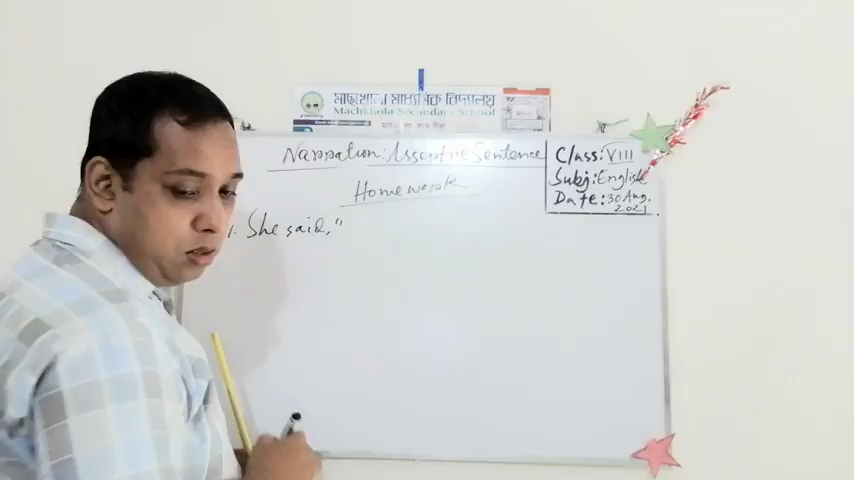 মাছখোলা মাধ্যমিক বিদ্যালয়
Machkhola Secondary School
Narration: Assertive Sentence
Homework
1. She said,"
Class: VIII
Subj: English
Date: 30 Aug.
2021